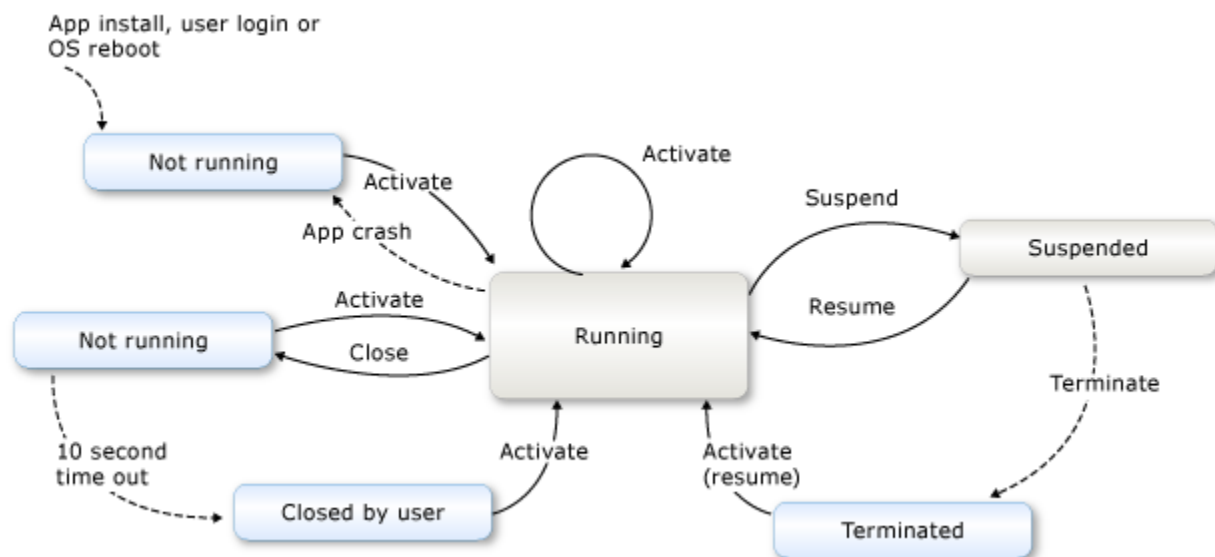 App install, user login or
OS reboot
Not running
Activate
Activate
App crash
Suspend
Suspended
Activate
Resume
Not running
Running
Close
Terminate
10 second
time out
Activate
Activate
(resume)
Closed by user
Terminated